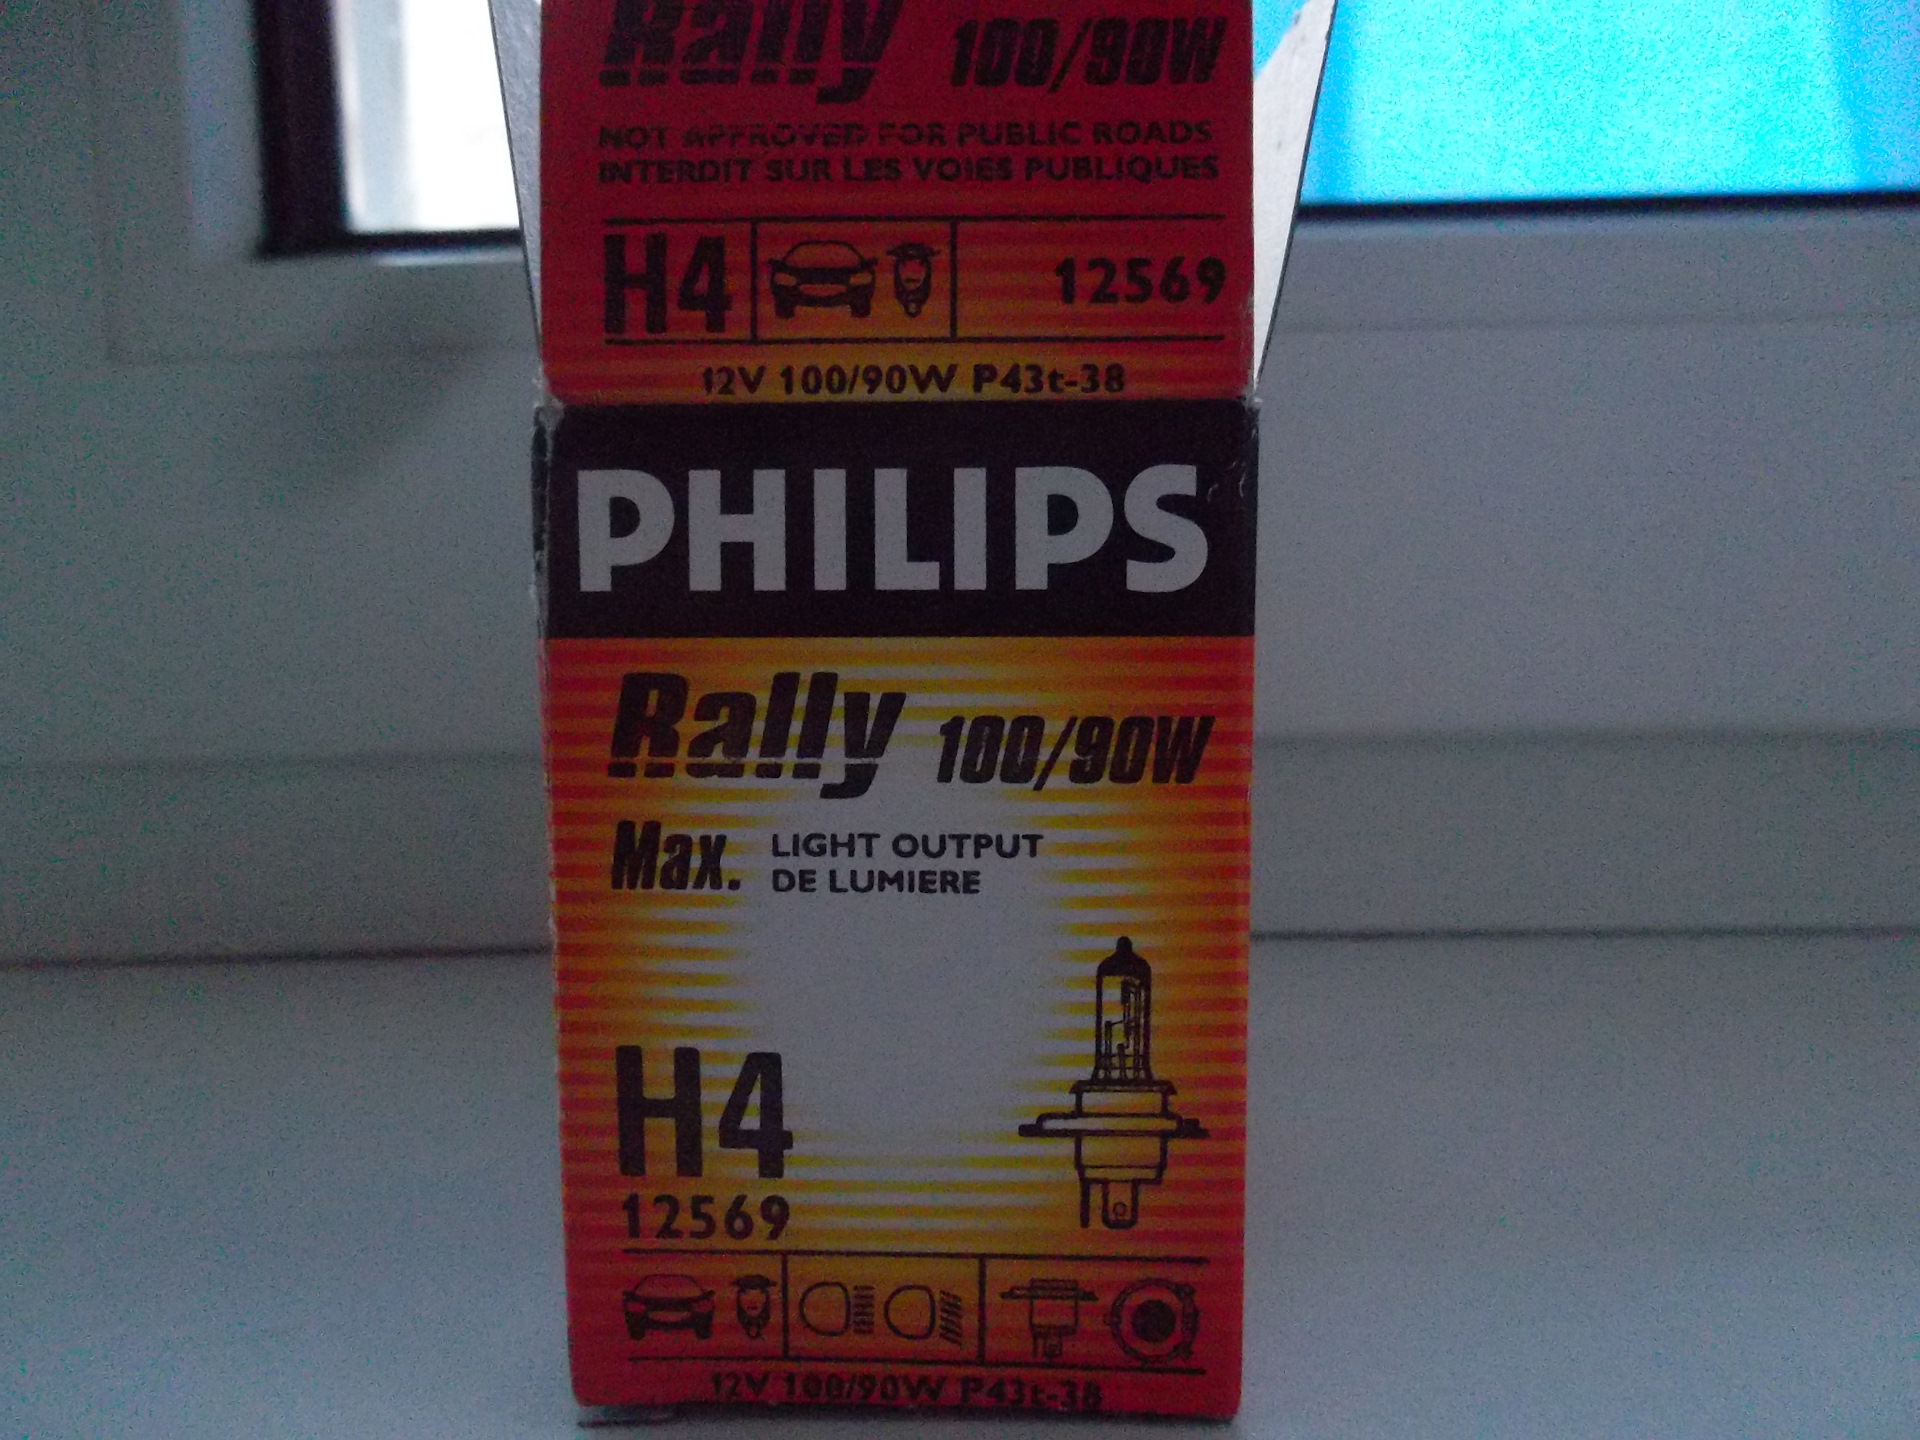 Rally 100/90W
NOT APPROVED FOR PUBLIC ROADS
INTERDIT SUR LES VOIES PUBLIQUES
H4 12569
12V 100/90W P43t-38
PHILIPS
Rally 100/90W
Max. LIGHT OUTPUT
DE LUMIERE
H4
12569
12V 100/90W P43t-38